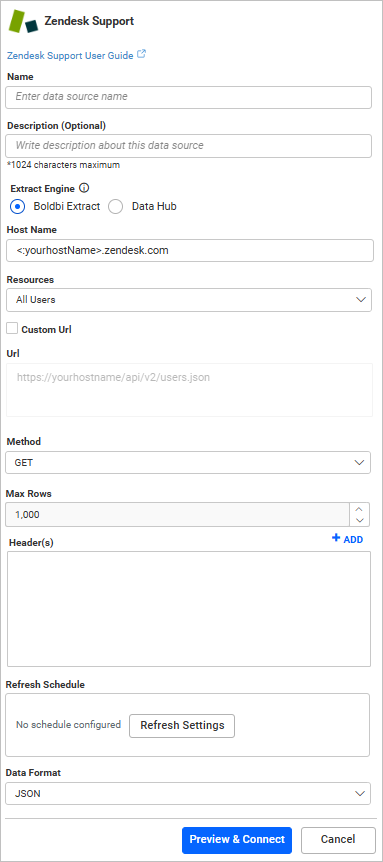 Zendesk Support
Zendesk Support User Guide
Name
Enter data source name
Description (Optional)
Write description about this data source
*1024 characters maximum
Extract Engine
Boldbi Extract Data Hub
Host Name
<:yourhostName>.zendesk.com
Resources
All Users
Custom Url
Url
https://yourhostname/api/v2/users.json
Method
GET
Max Rows
1,000
Header(s) + ADD
Refresh Schedule
No schedule configured Refresh Settings
Data Format
JSON
Preview & Connect Cancel